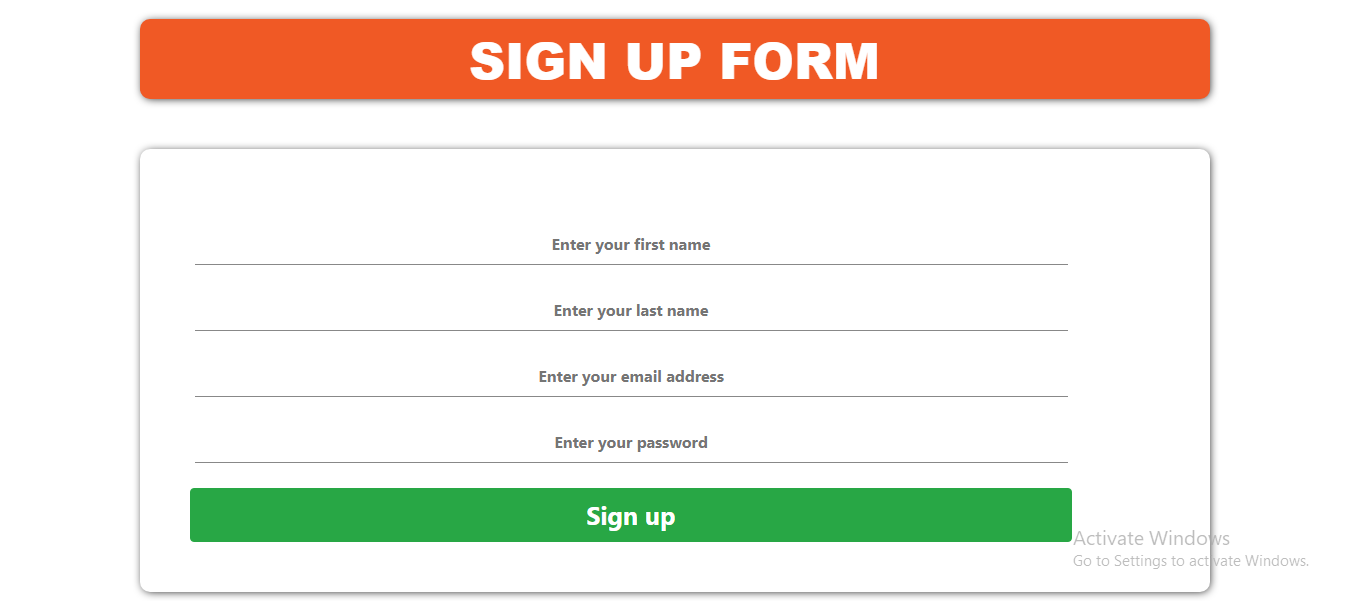 SIGN UP FORM
Enter your first name
Enter your last name
Enter your email address
Enter your password
Sign up
Activate Windows
Go to Settings to activate Windows.